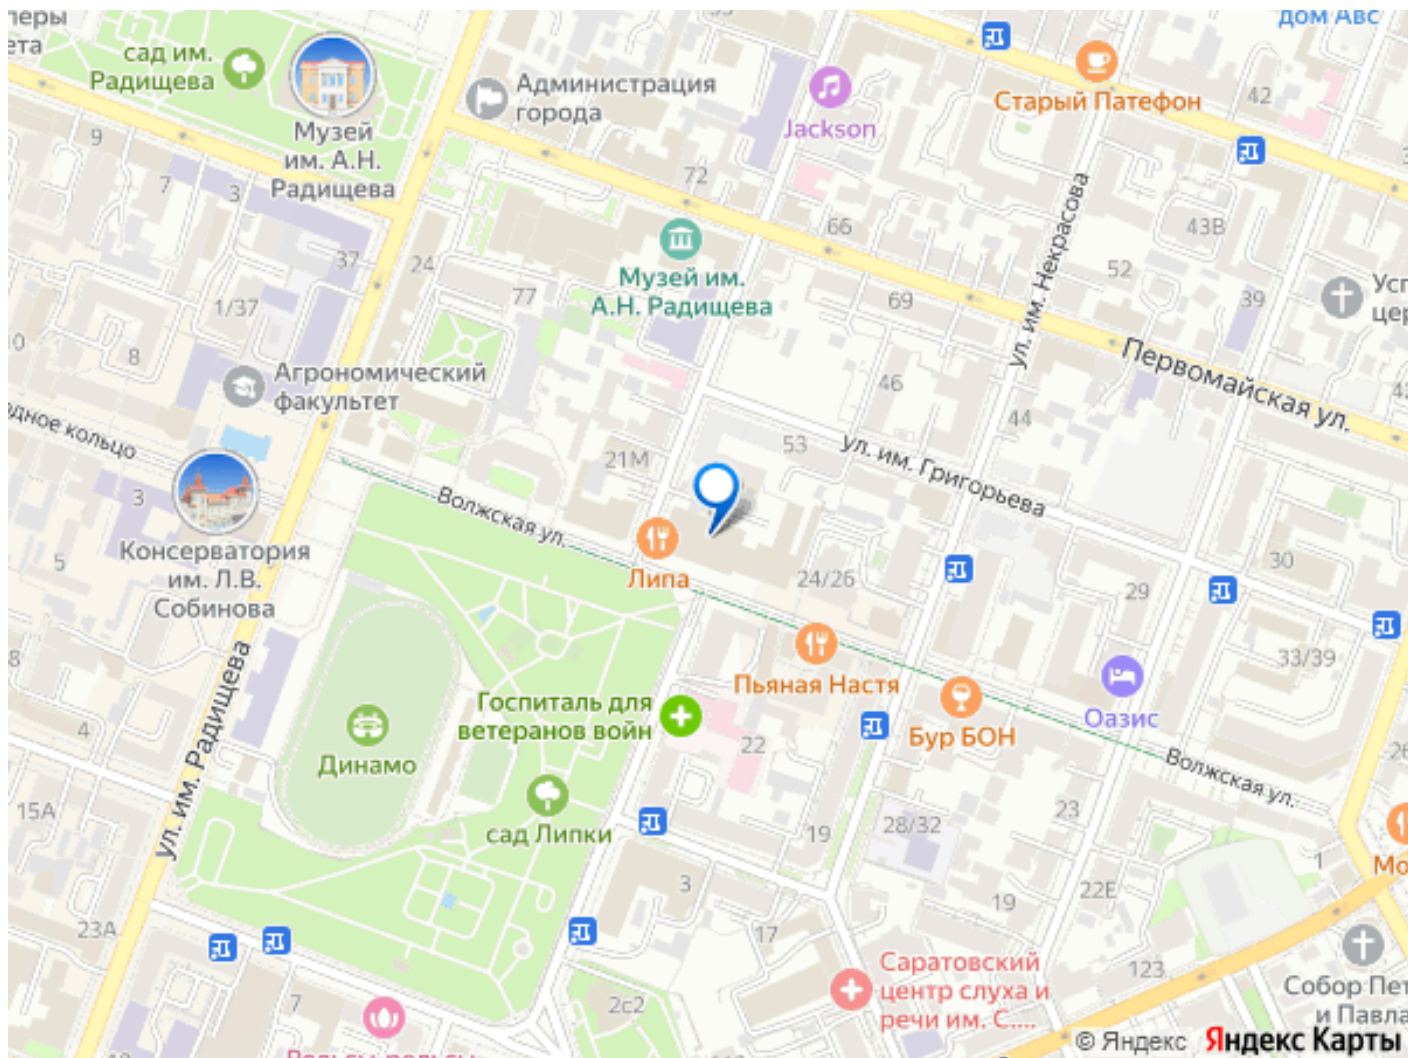 дом Авс
сад им.
Радищева
Музей
им. А.Н.
Радищева
Администрация
города
Jackson
Старый Патефон
42
9
7
3
72
66
43В
37
24
77
1/37
Музей им.
А.Н. Радищева
69
52
39
ул. им. Некрасова
Первомайская ул.
8
Агрономический
факультет
46
44
53
ул. им. Григорьева
кольцо
21М
Волжская ул.
3
5
Консерватория
им. Л.В.
Собинова
Липа
24/26
29
30
33/39
Пьяная Настя
Бур БОН
Оазис
Волжская ул.
Госпиталь для
ветеранов войн
22
Динамо
сад Липки
ул. им. Радищева
4
15А
8
19
28/32
23
1
22Е
19
3
17
23А
7
2с2
123
Саратовский
центр слуха и
речи им. С....
Собор Пет
и Павла
© Яндекс Яндекс Карты